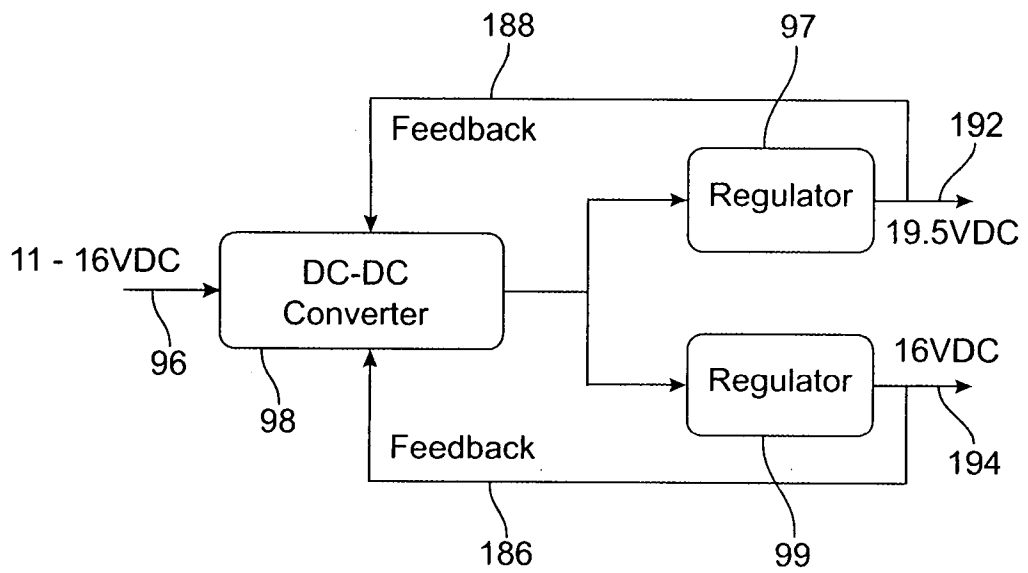 188
97
Feedback
192
Regulator
19.5VDC
11 - 16VDC
DC-DC
Converter
96
98
16VDC
Regulator
Feedback
194
186
99